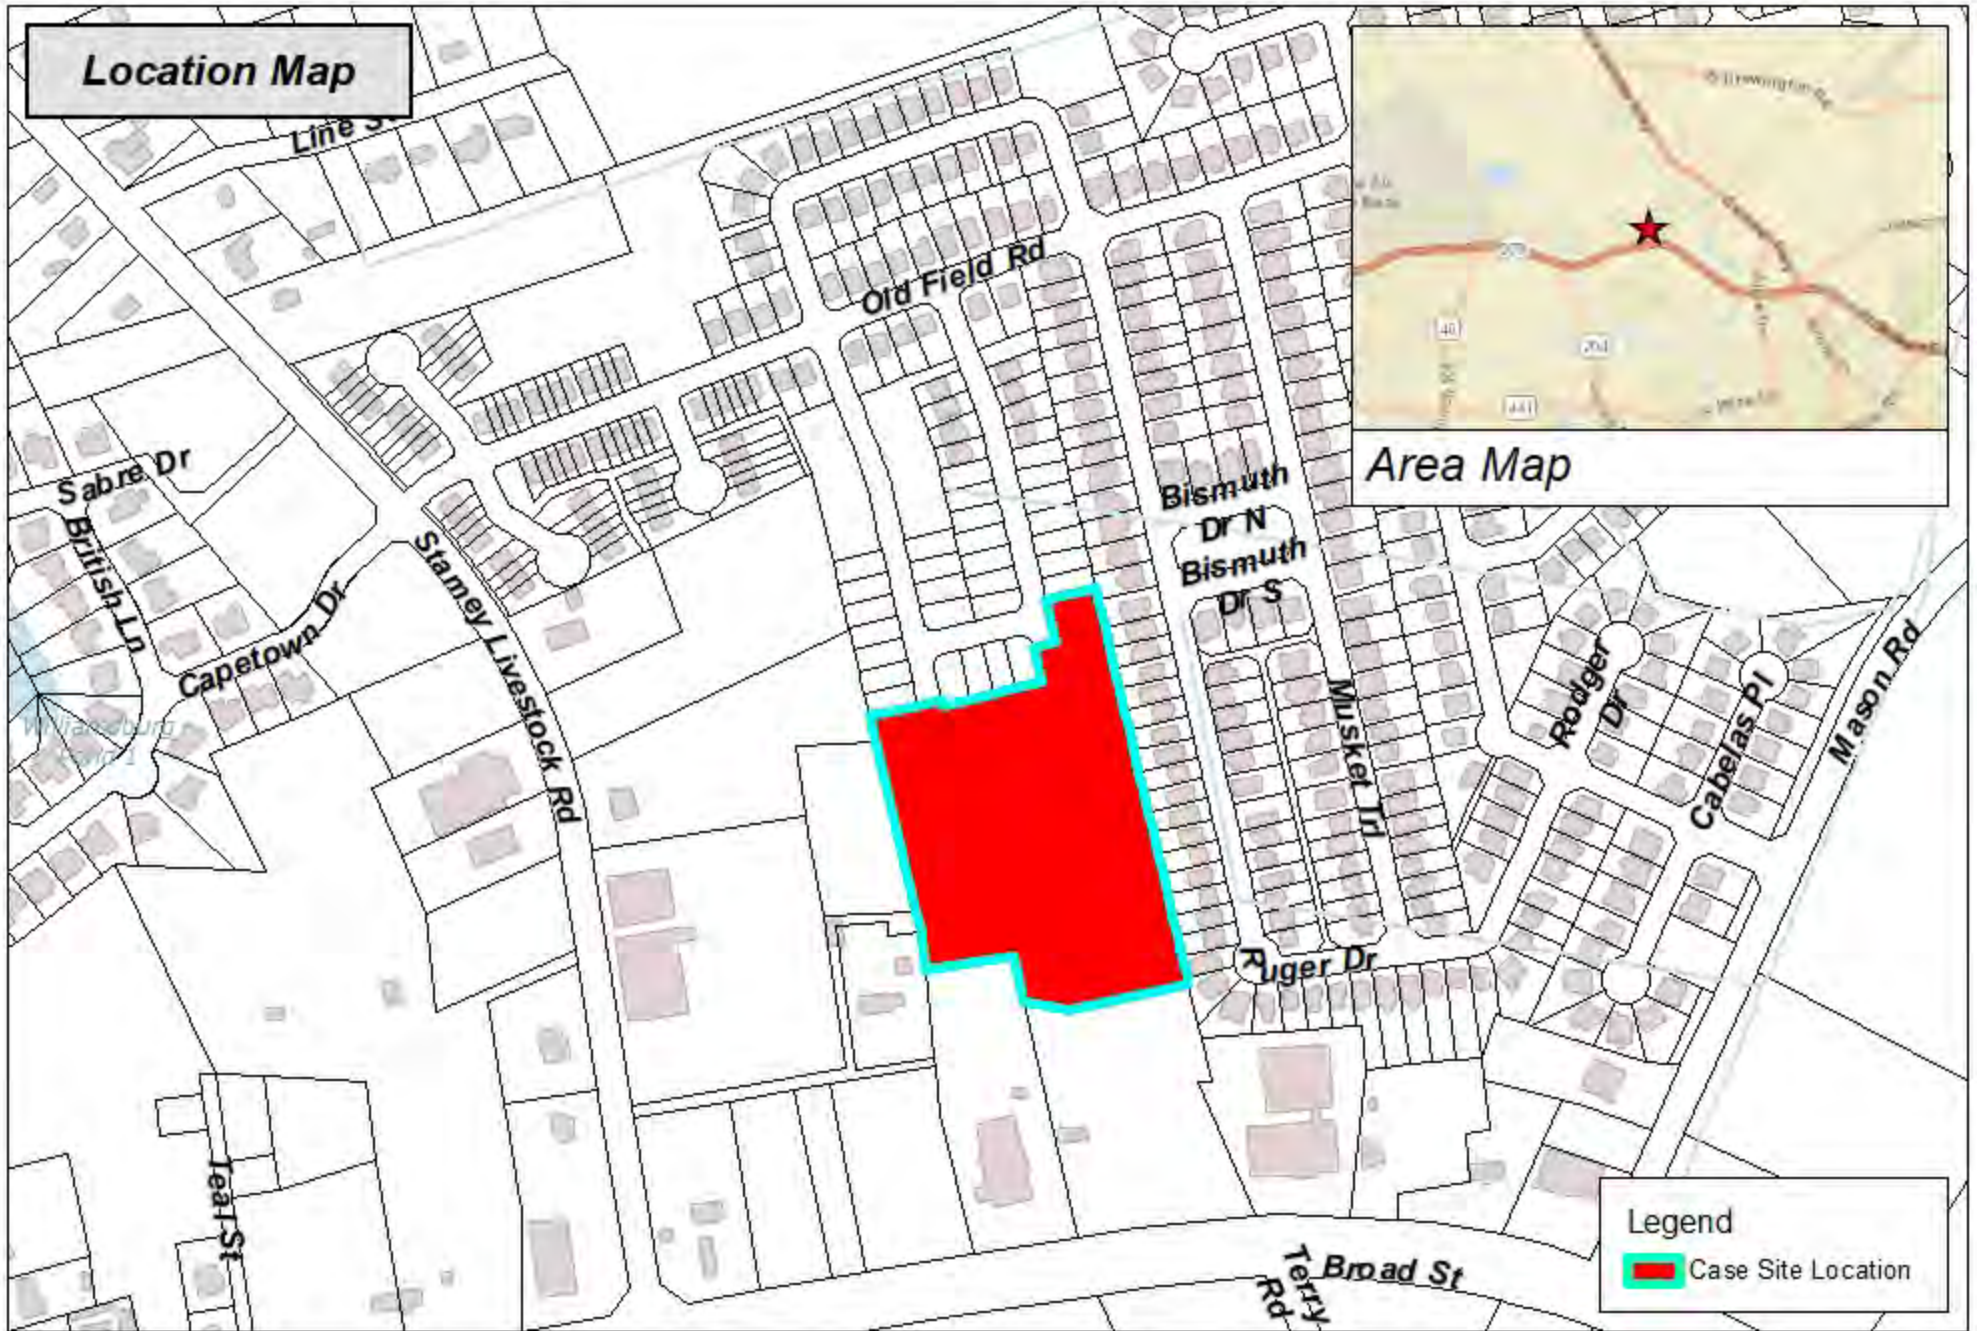 Location Map
Line St
Old Field Rd
Sabre Dr
British Ln
Capetown Dr
Stamey Livestock Rd
Williamsburg
Bismuth
Dr N
Bismuth
Dr S
Musket Trl
Rodger
Dr
Cabelas Pl
Mason Rd
Ruger Dr
Teal St
Terry
Rd
Broad St
Area Map
441
Legend
Case Site Location